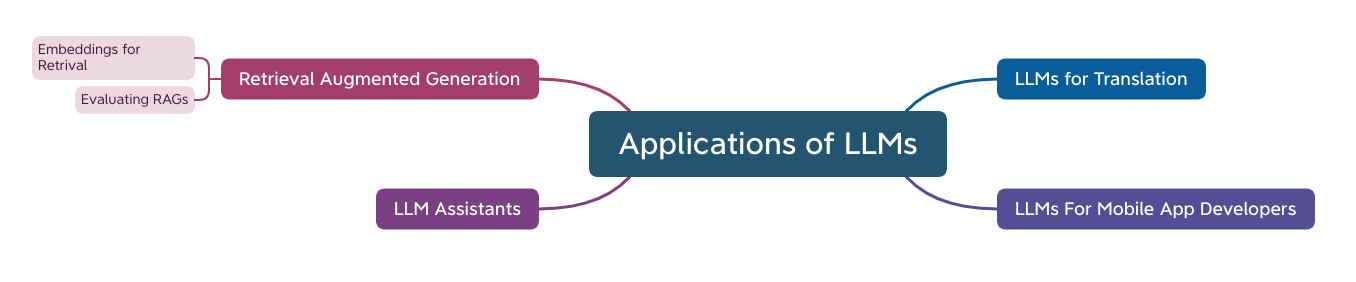 Embeddings for
Retrival
Retrieval Augmented Generation
Evaluating RAGs
LLMs for Translation
Applications of LLMs
LLM Assistants
LLMs For Mobile App Developers